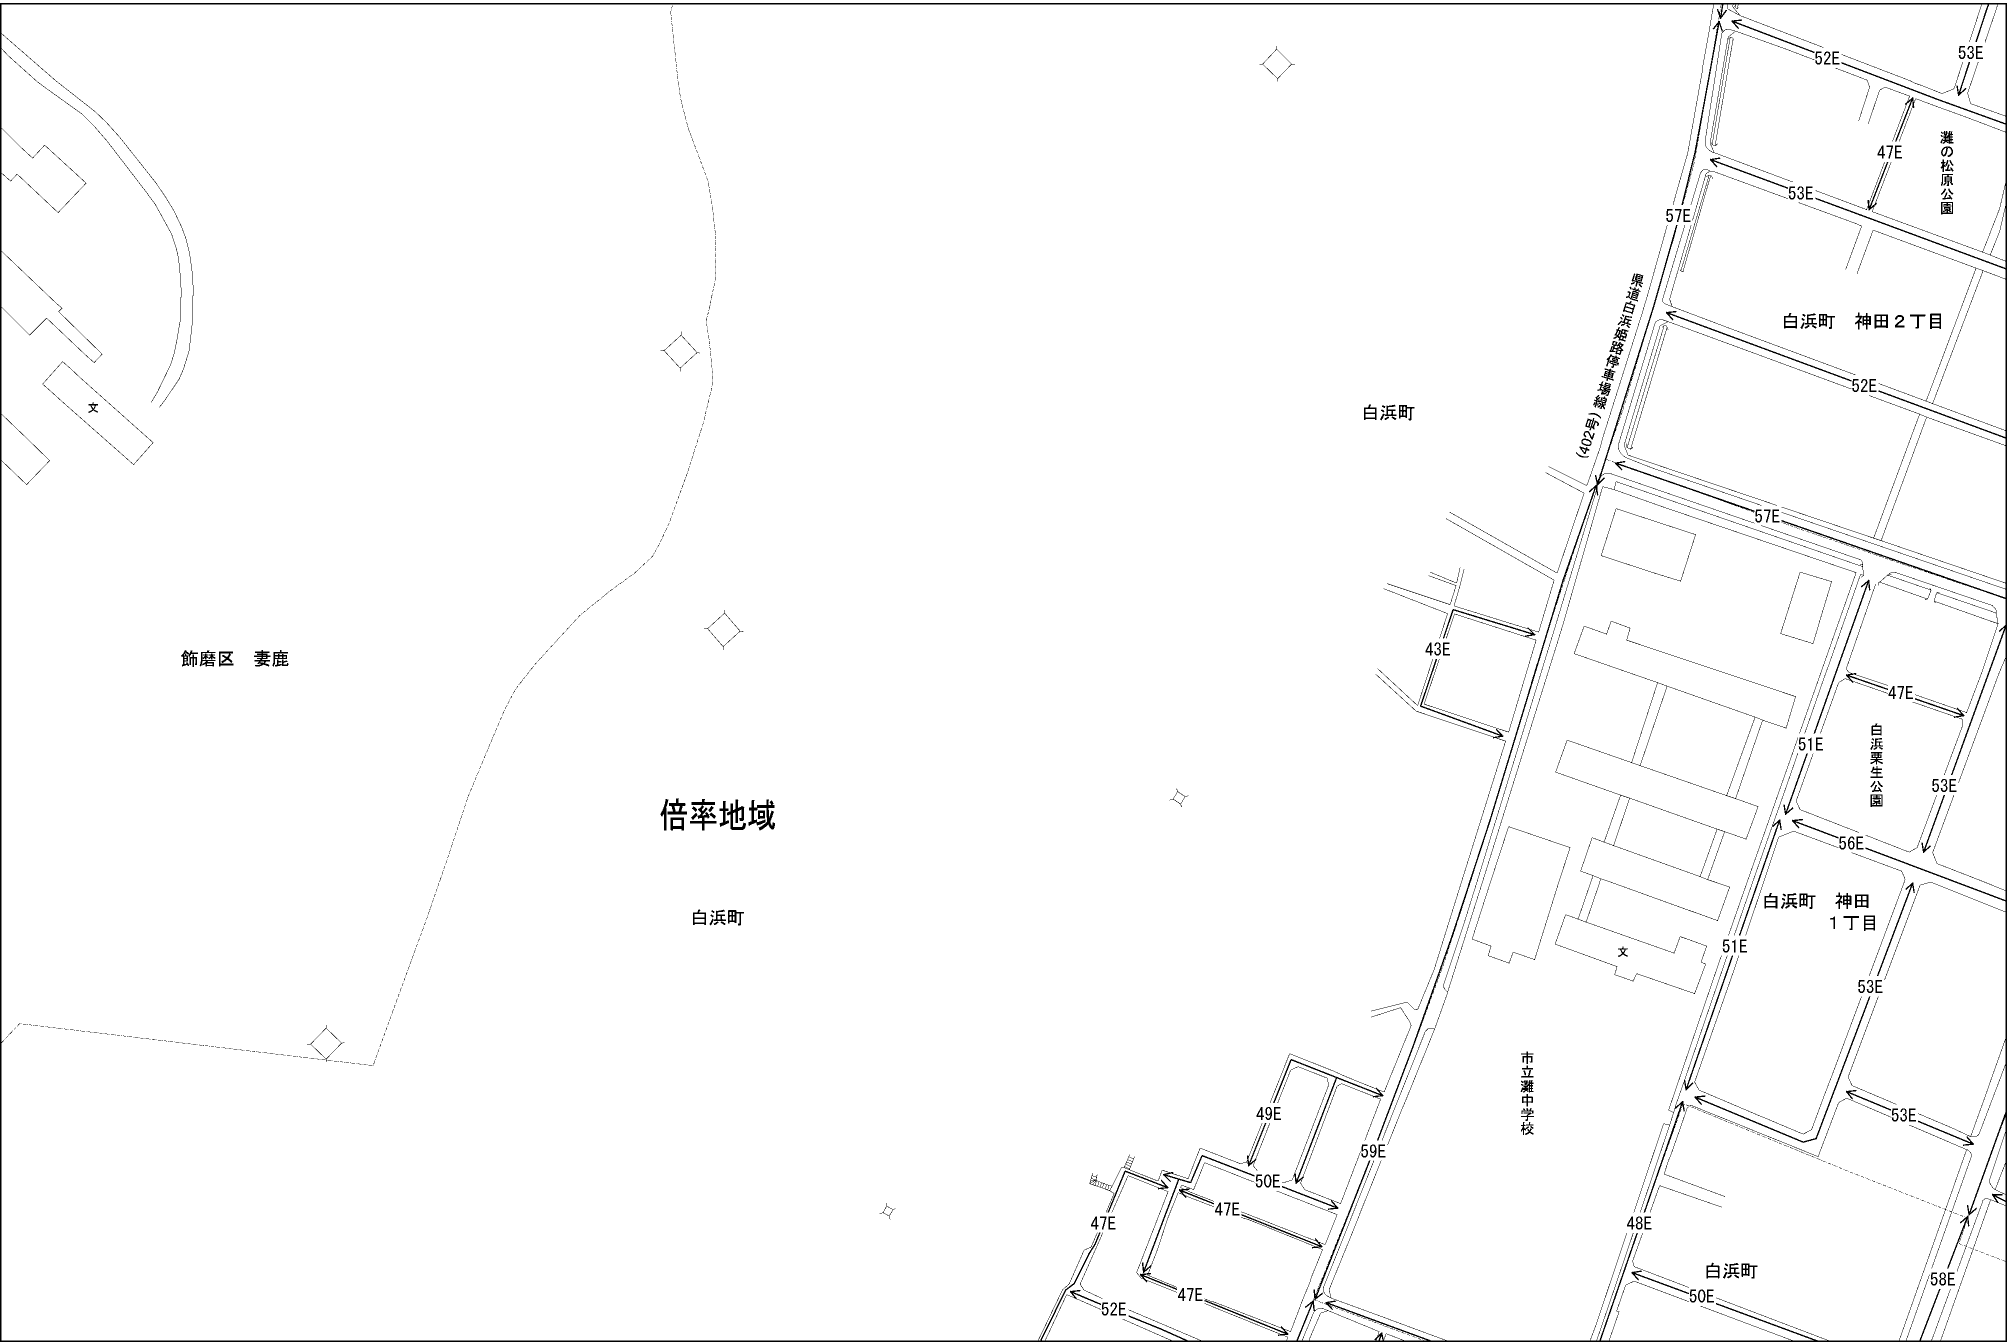 52E
53E
47E
灘の松原公園
53E
57E
県道白浜姫路停車場線
(402号)
白浜町　神田２丁目
52E
白浜町
文
57E
43E
飾磨区　妻鹿
47E
51E
白浜栗生公園
53E
倍率地域
56E
白浜町
白浜町　神田
１丁目
51E
文
53E
市立灘中学校
49E
53E
59E
50E
47E
47E
48E
白浜町
58E
47E
50E
52E